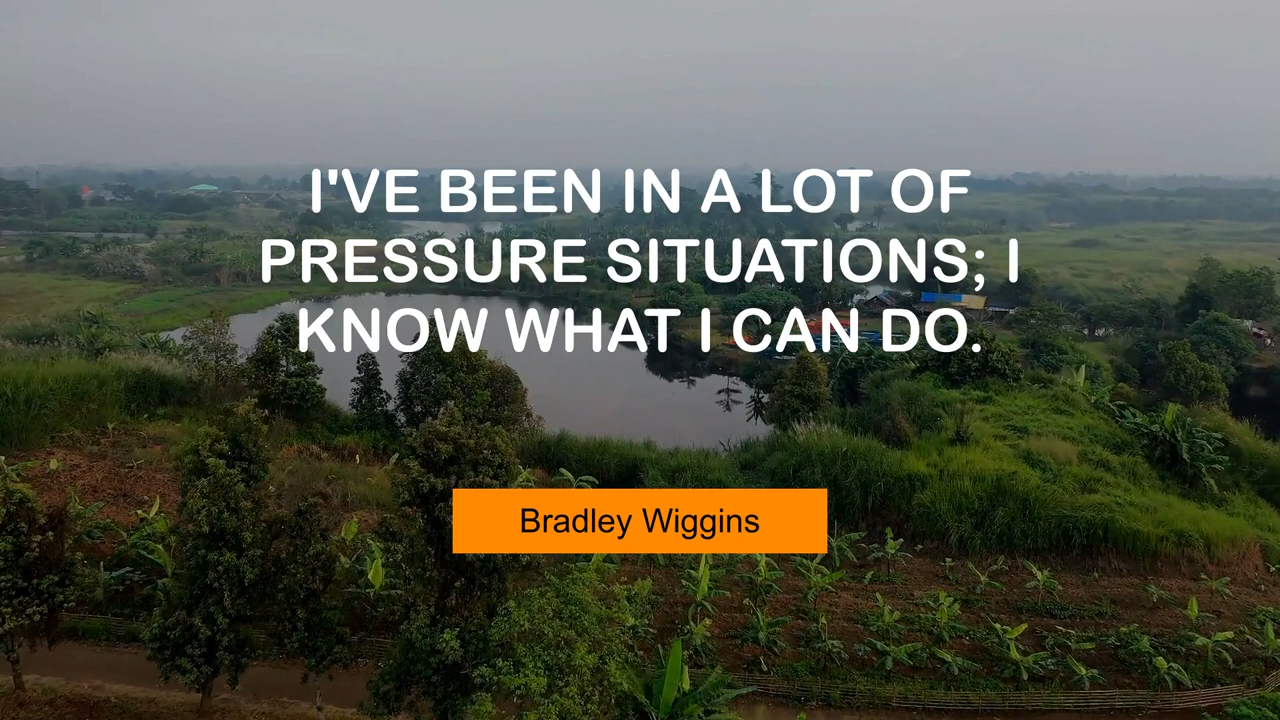 I'VE BEEN IN A LOT OF
PRESSURE SITUATIONS; I
KNOW WHAT I CAN DO.
Bradley Wiggins